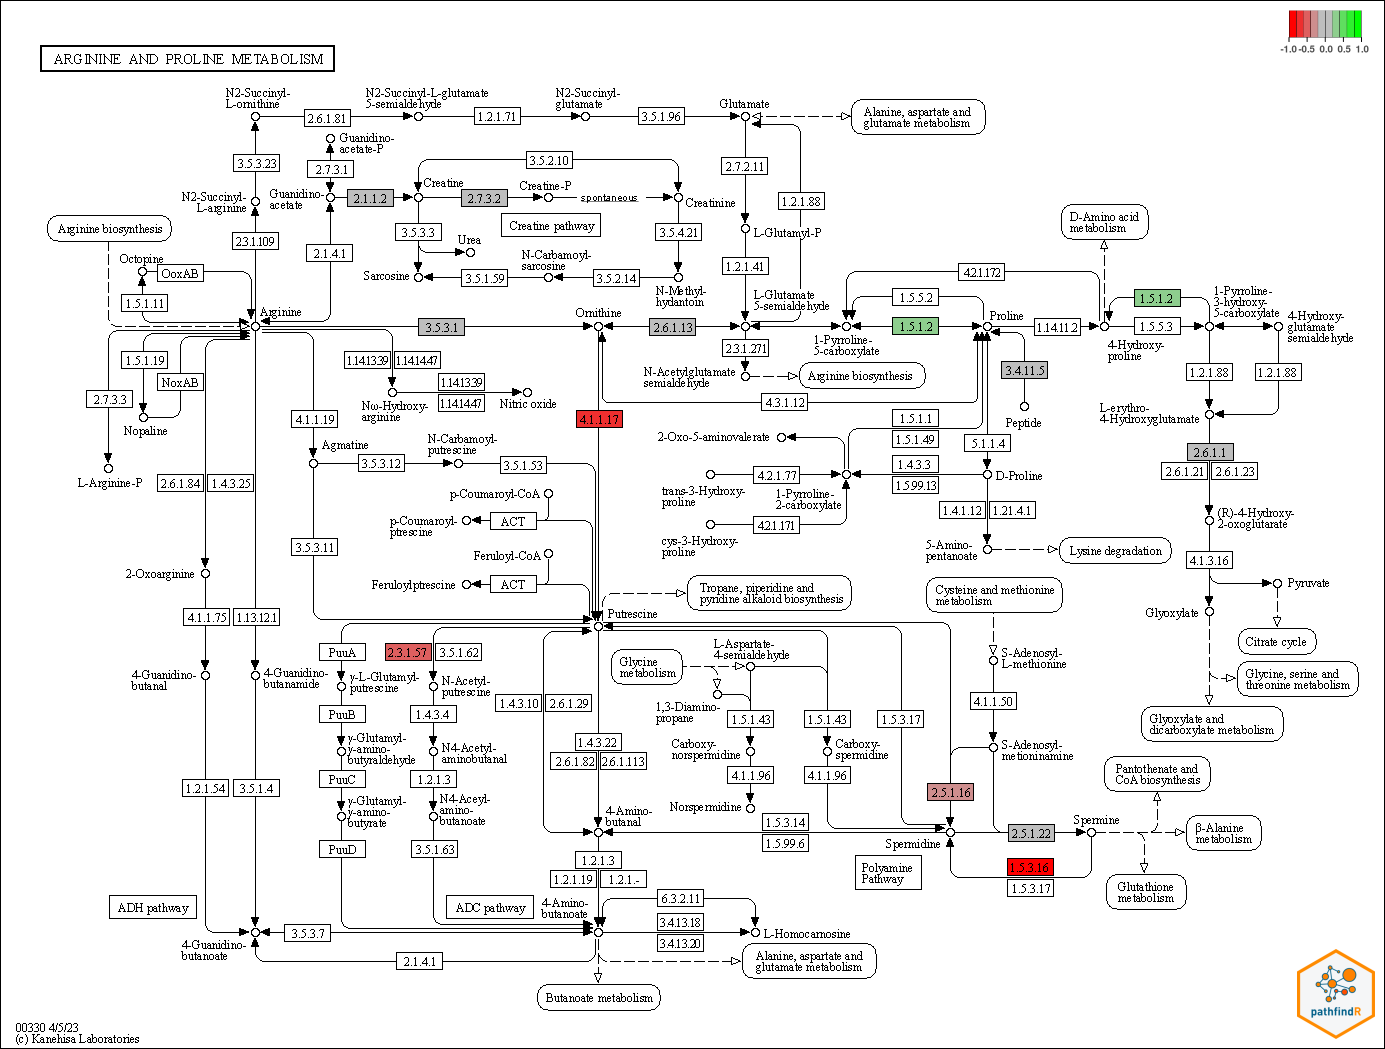 ARGININE AND PROLINE METABOLISM
-1.0 -0.5 0.0 0.5 1.0
N2-Succinyl-
L-ornithine
2.6.1.81
N2-Succinyl-L-glutamate
5-semialdehyde
1.2.1.71
N2-Succinyl-
glutamate
3.5.1.96
Glutamate
Alanine, aspartate and
glutamate metabolism
Guanidino-
acetate-P
3.5.3.23
2.7.3.1
3.5.2.10
2.7.2.11
N2-Succinyl-
L-arginine
Guanidino-
acetate
2.1.1.2
Creatine
2.7.3.2
Creatine-P
spontaneous
Creatinine
1.2.1.88
Arginine biosynthesis
2.3.1.109
2.1.4.1
3.5.3.3
Urea
Creatine pathway
3.5.4.21
L-Glutamyl-P
D-Amino acid
metabolism
Octopine
OoxAB
1.5.1.11
Sarcosine
3.5.1.59
N-Carbamoyl-
sarcosine
3.5.2.14
N-Methyl-
hydantoin
1.2.1.41
L-Glutamate
5-semialdehyde
4.2.1.172
1.5.5.2
1.5.1.2
1-Pyrroline-
3-hydroxy-
5-carboxylate
Arginine
3.5.3.1
Ornithine
2.6.1.13
1.5.1.2
Proline
1.14.11.2
1.5.5.3
4-Hydroxy-
glutamate
semialdehyde
1-Pyrroline-
5-carboxylate
4-Hydroxy-
proline
1.5.1.19
NoxAB
1.14.13.39
1.14.14.47
2.3.1.271
N-Acetylglutamate
semialdehyde
Arginine biosynthesis
3.4.11.5
1.2.1.88
1.2.1.88
2.7.3.3
Nopaline
Nω-Hydroxy-
arginine
1.14.13.39
1.14.14.47
Nitric oxide
4.3.1.12
Peptide
L-erythro-
4-Hydroxyglutamate
4.1.1.19
4.1.1.17
1.5.1.1
1.5.1.49
2-Oxo-5-aminovalerate
5.1.1.4
2.6.1.1
2.6.1.21
2.6.1.23
L-Arginine-P
2.6.1.84
1.4.3.25
Agmatine
3.5.3.12
N-Carbamoyl-
putrescine
3.5.1.53
trans-3-Hydroxy-
proline
4.2.1.77
1-Pyrroline-
2-carboxylate
1.4.3.3
1.5.99.13
D-Proline
p-Coumaroyl-CoA
p-Coumaroyl-
ptrescine
ACT
4.2.1.171
cys-3-Hydroxy-
proline
1.4.1.12
1.21.4.1
(R)-4-Hydroxy-
2-oxoglutarate
3.5.3.11
Feruloyl-CoA
5-Amino-
pentanoate
Lysine degradation
4.1.3.16
2-Oxoarginine
Feruloylptrescine
ACT
Tropane, piperidine and
pyridine alkaloid biosynthesis
Cysteine and methionine
metabolism
Pyruvate
4.1.1.75
1.13.12.1
Putrescine
Glyoxylate
Citrate cycle
PuuA
2.3.1.57
3.5.1.62
Glycine
metabolism
L-Aspartate-
4-semialdehyde
S-Adenosyl-
L-methionine
4-Guanidino-
butanal
4-Guanidino-
butanamide
γ-L-Glutamyl-
putrescine
N-Acetyl-
putrescine
Glycine, serine and
threonine metabolism
1.4.3.10
2.6.1.29
1,3-Diamino-
propane
4.1.1.50
PuuB
1.4.3.4
1.5.1.43
1.5.1.43
3.5.1.17
Glyoxylate and
dicarboxylate metabolism
γ-Glutamyl-
γ-amino-
butyraldehyde
N4-Acetyl-
aminobutanal
1.4.3.22
2.6.1.82
2.6.1.113
Carboxy-
norspermidine
Carboxy-
spermidine
S-Adenosyl-
metioninamine
1.2.1.54
3.5.1.4
PuuC
1.2.1.3
4.1.1.96
4.1.1.96
2.5.1.16
Pantothenate and
CoA biosynthesis
γ-Glutamyl-
γ-amino-
butyrate
N4-Aceyl-
amino-
butanoate
4-Amino-
butanal
Norspermidine
1.5.3.14
1.5.99.6
Spermidine
2.5.1.22
Spermine
β-Alanine
metabolism
PuuD
3.5.1.63
1.2.1.3
1.2.1.19
1.2.1.-
Polyamine
Pathway
1.5.3.16
1.5.3.17
Glutathione
metabolism
ADH pathway
ADC pathway
4-Amino-
butanoate
6.3.2.11
3.4.13.18
3.4.13.20
L-Homocarnosine
4-Guanidino-
butanoate
3.5.3.7
2.1.4.1
Alanine, aspartate and
glutamate metabolism
Butanoate metabolism
pathfindR
00330 4/5/23
(c) Kanehisa Laboratories